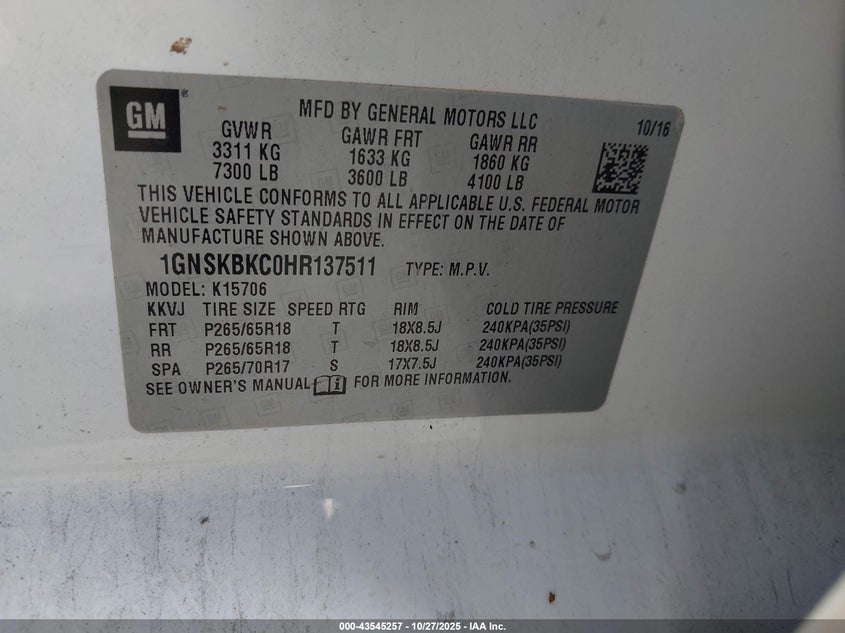 GM
MFD BY GENERAL MOTORS LLC
10/16
GVWR GAWR FRT GAWR RR
3311 KG 1633 KG 1860 KG
7300 LB 3600 LB 4100 LB
THIS VEHICLE CONFORMS TO ALL APPLICABLE U.S. FEDERAL MOTOR
VEHICLE SAFETY STANDARDS IN EFFECT ON THE DATE OF
MANUFACTURE SHOWN ABOVE.
1GNSKBKC0HR137511 TYPE: M.P.V.
MODEL: K15706
KKVJ TIRE SIZE SPEED RTG RIM COLD TIRE PRESSURE
FRT P265/65R18 T 18X8.5J 240KPA(35PSI)
RR P265/65R18 T 18X8.5J 240KPA(35PSI)
SPA P265/70R17 S 17X7.5J 240KPA(35PSI)
SEE OWNER'S MANUAL i FOR MORE INFORMATION.
000-43545257 - 10/27/2025 - IAA Inc.